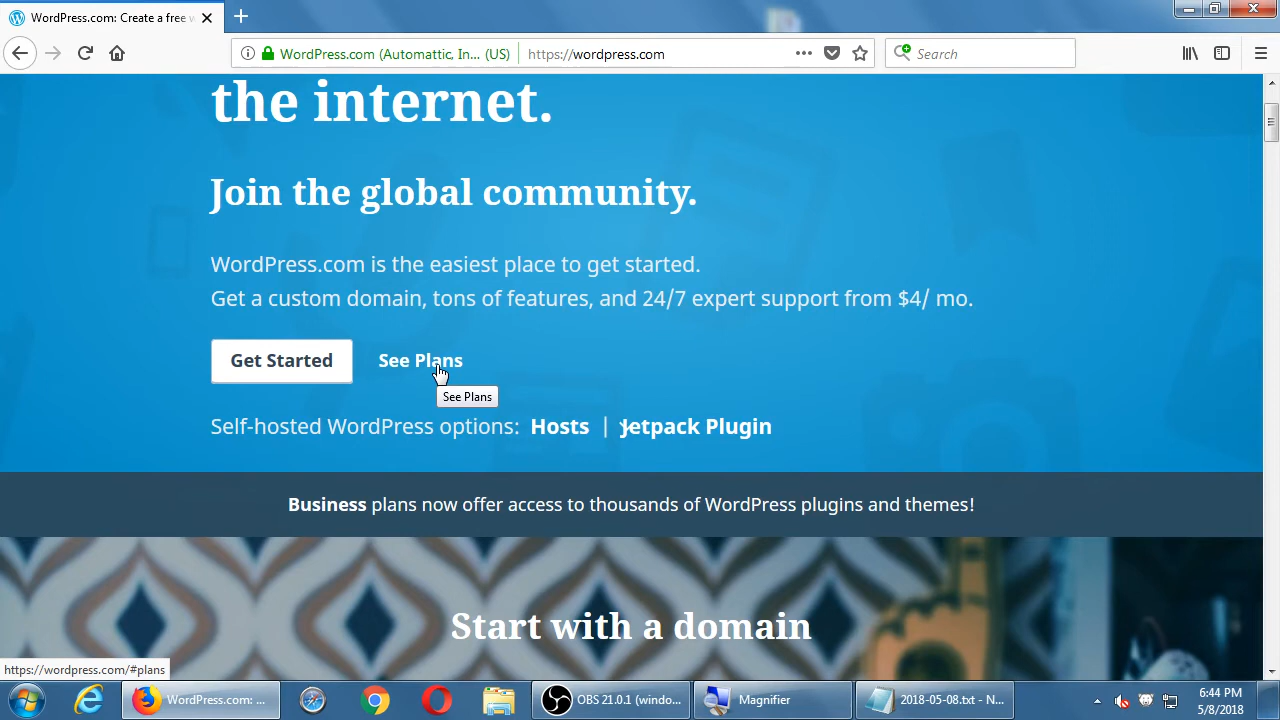 WordPress.com: Create a free w
WordPress.com (Automattic, In... (US)
https://wordpress.com
Search
the internet.
Join the global community.
WordPress.com is the easiest place to get started.
Get a custom domain, tons of features, and 24/7 expert support from $4/ mo.
Get Started
See Plans
See Plans
Self-hosted WordPress options: Hosts | Jetpack Plugin
Business plans now offer access to thousands of WordPress plugins and themes!
Start with a domain
https://wordpress.com/#plans
WordPress.com: ...
OBS 21.0.1 (windo...
Magnifier
2018-05-08.txt - N...
6:44 PM
5/8/2018